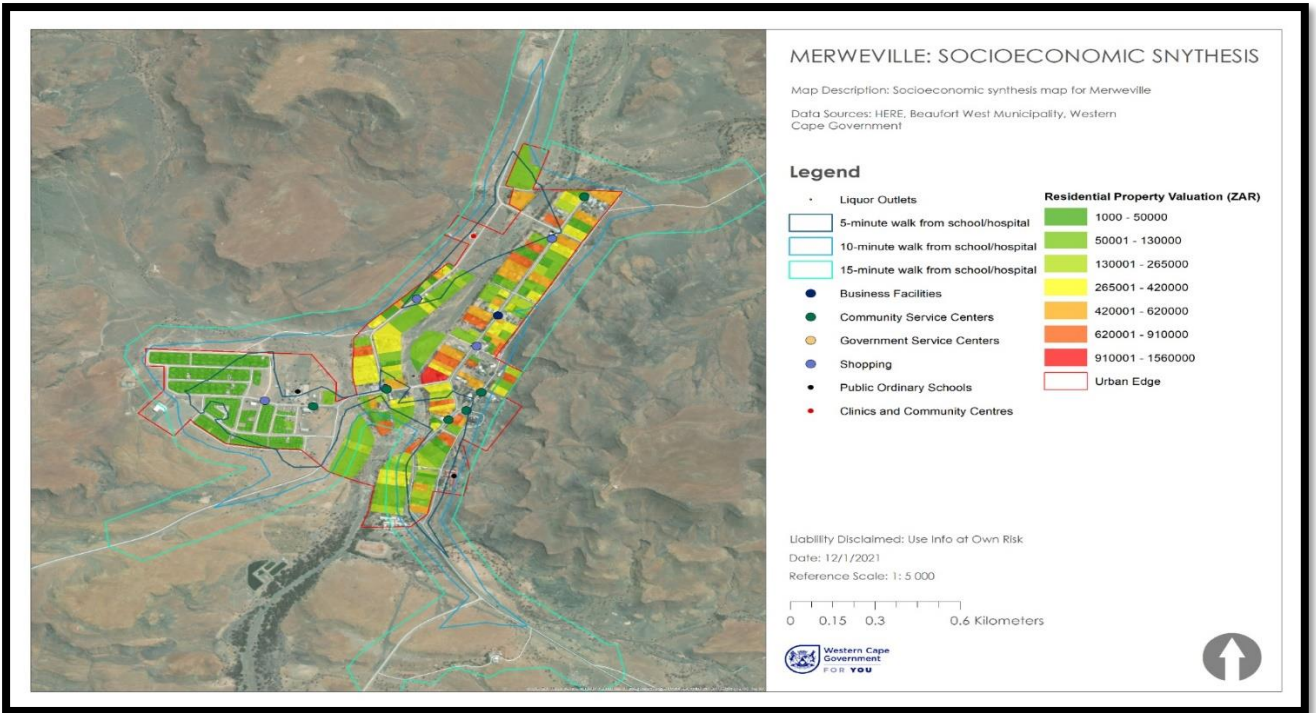 MERWEVILLE: SOCIOECONOMIC SNYTHESIS
Map Description: Socioeconomic synthesis map for Merweville
Data Sources: HERE, Beaufort West Municipality, Western
Cape Government
Legend
Liquor Outlets
5-minute walk from school/hospital
10-minute walk from school/hospital
15-minute walk from school/hospital
Business Facilities
Community Service Centers
Government Service Centers
Shopping
Public Ordinary Schools
Clinics and Community Centres
Residential Property Valuation (ZAR)
1000 - 50000
50001 - 130000
130001 - 265000
265001 - 420000
420001 - 620000
620001 - 910000
910001 - 1560000
Urban Edge
Liability Disclaimed: Use Info at Own Risk
Date: 12/1/2021
Reference Scale: 1: 5 000
0 0.15 0.3 0.6 Kilometers
Western Cape
Government
FOR YOU